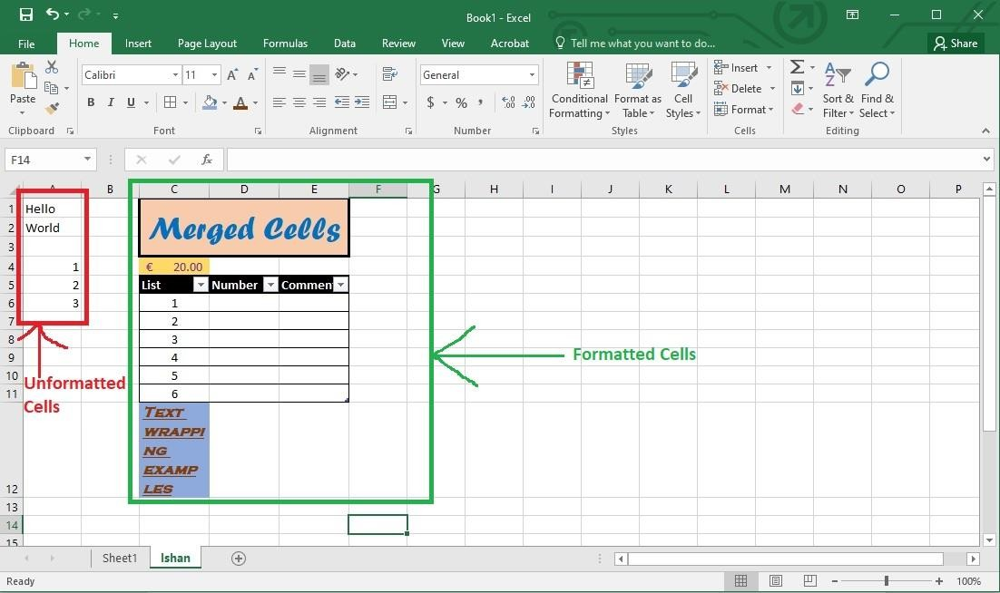 Book1 - Excel
File Home Insert Page Layout Formulas Data Review View Acrobat Tell me what you want to do... Share
Calibri 11 General Insert
Paste B I U $ % , Conditional Format as Cell Delete Sort & Find &
Formatting Table Styles Format Filter Select
Clipboard Font Alignment Number Styles Cells Editing
F14 fx
A B C D E F G H I J K L M N O P
1 Hello
Merged Cells
2 World
3
4 1 € 20.00
5 2 List Number Commen
6 3 1
7 2
8 3
9 4 Formatted Cells
10 5
Unformatted
11 6
Cells
TEXT
WRAPPI
NG
EXAMP
12 LES
13
14
15
Sheet1 Ishan
Ready 100%